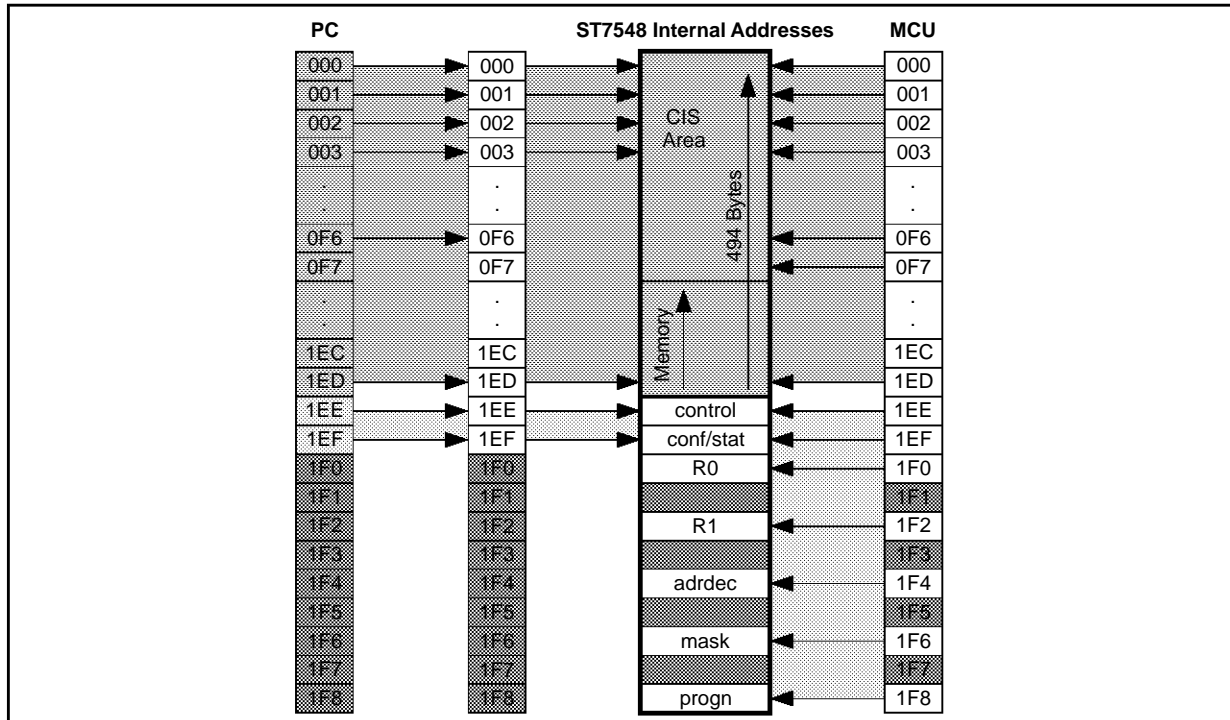 PC ST7548 Internal Addresses MCU
000 000 000
001 001 001
002 002 CIS 002
003 003 Area 003
. . .
. . .
0F6 0F6 0F6
0F7 0F7 0F7
494 Bytes
. . .
. . .
Memory
1EC 1EC 1EC
1ED 1ED 1ED
1EE 1EE control 1EE
1EF 1EF conf/stat 1EF
1F0 1F0 R0 1F0
1F1 1F1 1F1
1F2 1F2 R1 1F2
1F3 1F3 1F3
1F4 1F4 adrdec 1F4
1F5 1F5 1F5
1F6 1F6 mask 1F6
1F7 1F7 1F7
1F8 1F8 progn 1F8